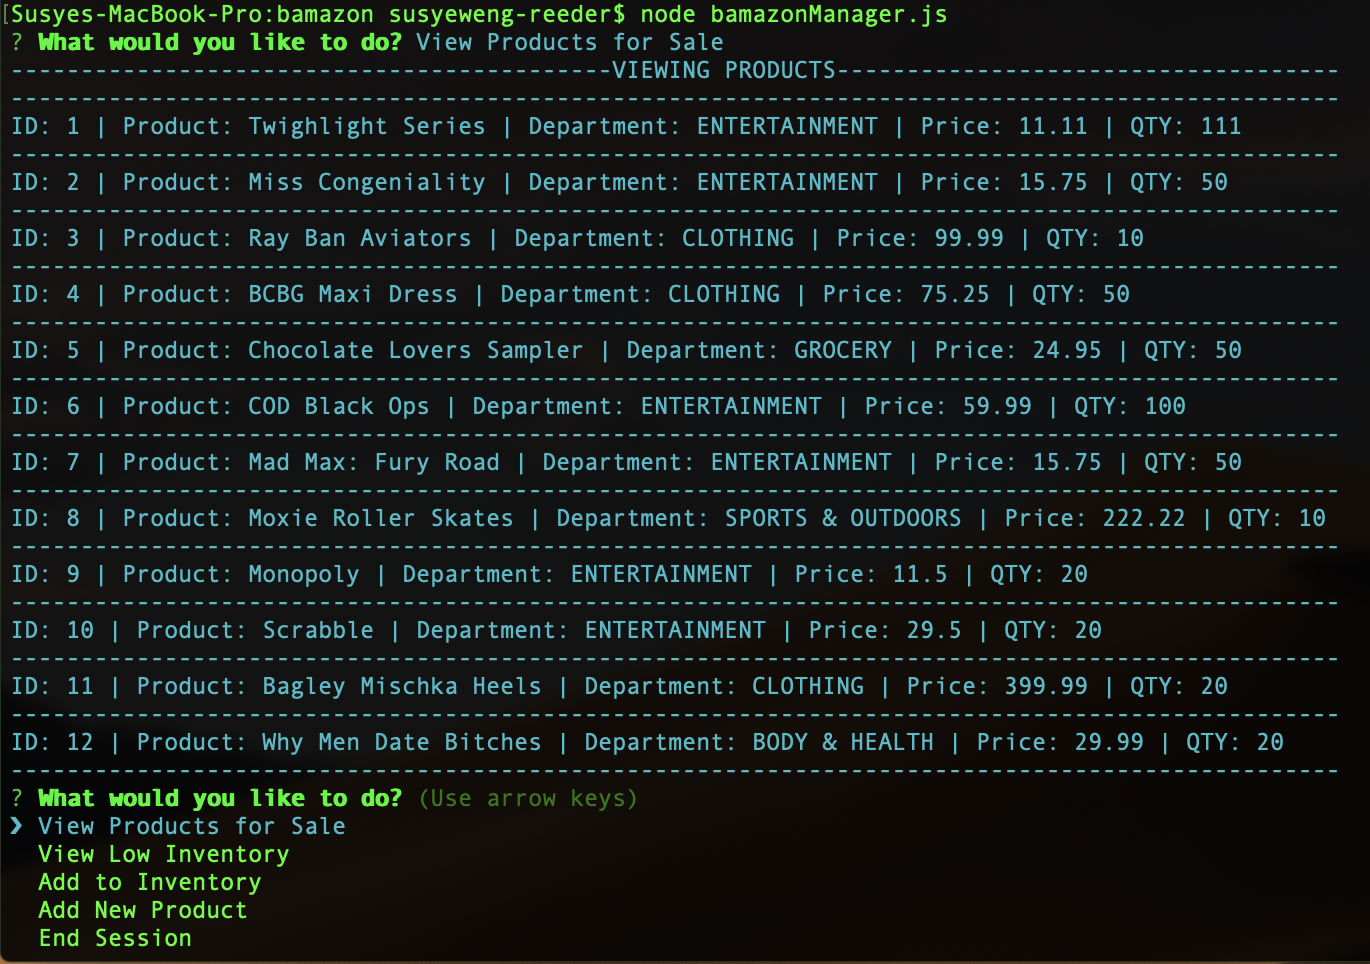 [Susyes-MacBook-Pro:bamazon susyeweng-reeder$ node bamazonManager.js
? What would you like to do? View Products for Sale
-------------------------------------------VIEWING PRODUCTS------------------------------------
-----------------------------------------------------------------------------------------------
ID: 1 | Product: Twighlight Series | Department: ENTERTAINMENT | Price: 11.11 | QTY: 111
-----------------------------------------------------------------------------------------------
ID: 2 | Product: Miss Congeniality | Department: ENTERTAINMENT | Price: 15.75 | QTY: 50
-----------------------------------------------------------------------------------------------
ID: 3 | Product: Ray Ban Aviators | Department: CLOTHING | Price: 99.99 | QTY: 10
-----------------------------------------------------------------------------------------------
ID: 4 | Product: BCBG Maxi Dress | Department: CLOTHING | Price: 75.25 | QTY: 50
-----------------------------------------------------------------------------------------------
ID: 5 | Product: Chocolate Lovers Sampler | Department: GROCERY | Price: 24.95 | QTY: 50
-----------------------------------------------------------------------------------------------
ID: 6 | Product: COD Black Ops | Department: ENTERTAINMENT | Price: 59.99 | QTY: 100
-----------------------------------------------------------------------------------------------
ID: 7 | Product: Mad Max: Fury Road | Department: ENTERTAINMENT | Price: 15.75 | QTY: 50
-----------------------------------------------------------------------------------------------
ID: 8 | Product: Moxie Roller Skates | Department: SPORTS & OUTDOORS | Price: 222.22 | QTY: 10
-----------------------------------------------------------------------------------------------
ID: 9 | Product: Monopoly | Department: ENTERTAINMENT | Price: 11.5 | QTY: 20
-----------------------------------------------------------------------------------------------
ID: 10 | Product: Scrabble | Department: ENTERTAINMENT | Price: 29.5 | QTY: 20
-----------------------------------------------------------------------------------------------
ID: 11 | Product: Bagley Mischka Heels | Department: CLOTHING | Price: 399.99 | QTY: 20
-----------------------------------------------------------------------------------------------
ID: 12 | Product: Why Men Date Bitches | Department: BODY & HEALTH | Price: 29.99 | QTY: 20
-----------------------------------------------------------------------------------------------
? What would you like to do? (Use arrow keys)
❯ View Products for Sale
View Low Inventory
Add to Inventory
Add New Product
End Session